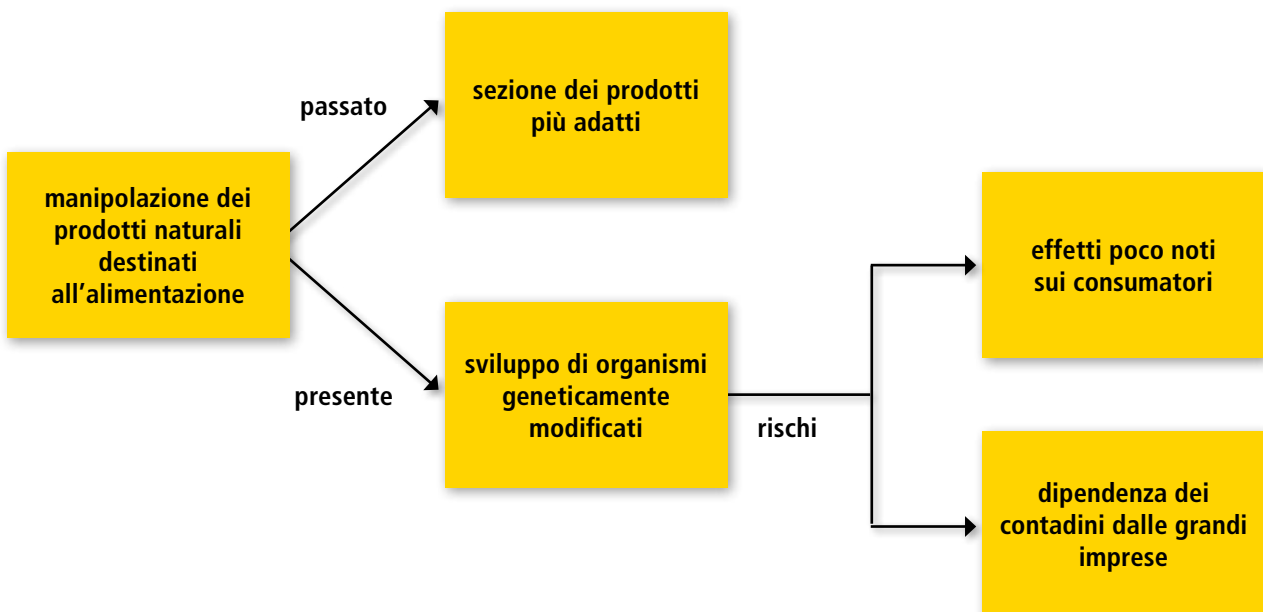 manipolazione dei
prodotti naturali
destinati
all'alimentazione
passato
sezione dei prodotti
più adatti
presente
sviluppo di organismi
geneticamente
modificati
rischi
effetti poco noti
sui consumatori
dipendenza dei
contadini dalle grandi
imprese